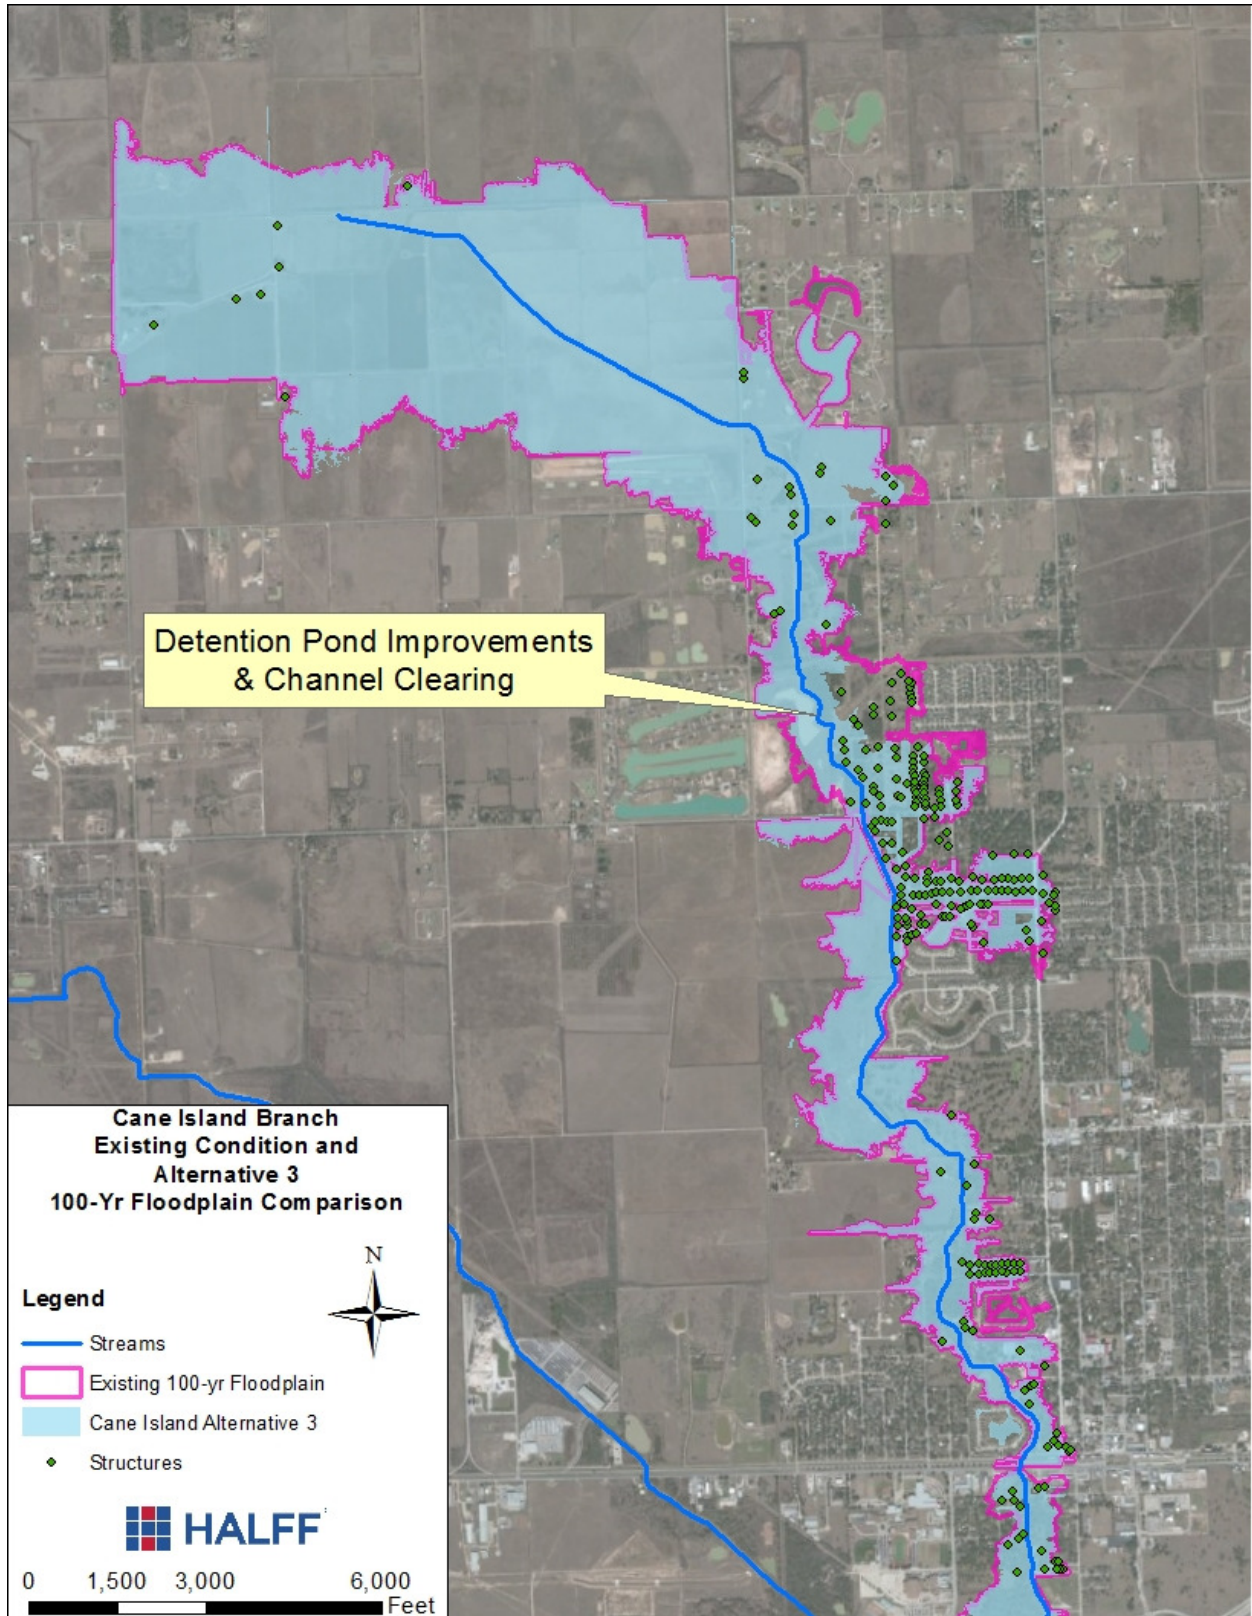 Detention Pond Improvements
& Channel Clearing
Cane Island Branch
Existing Condition and
Alternative 3
100-Yr Floodplain Comparison
N
Legend
Streams
Existing 100-yr Floodplain
Cane Island Alternative 3
Structures
HALFF
0 1,500 3,000 6,000
Feet